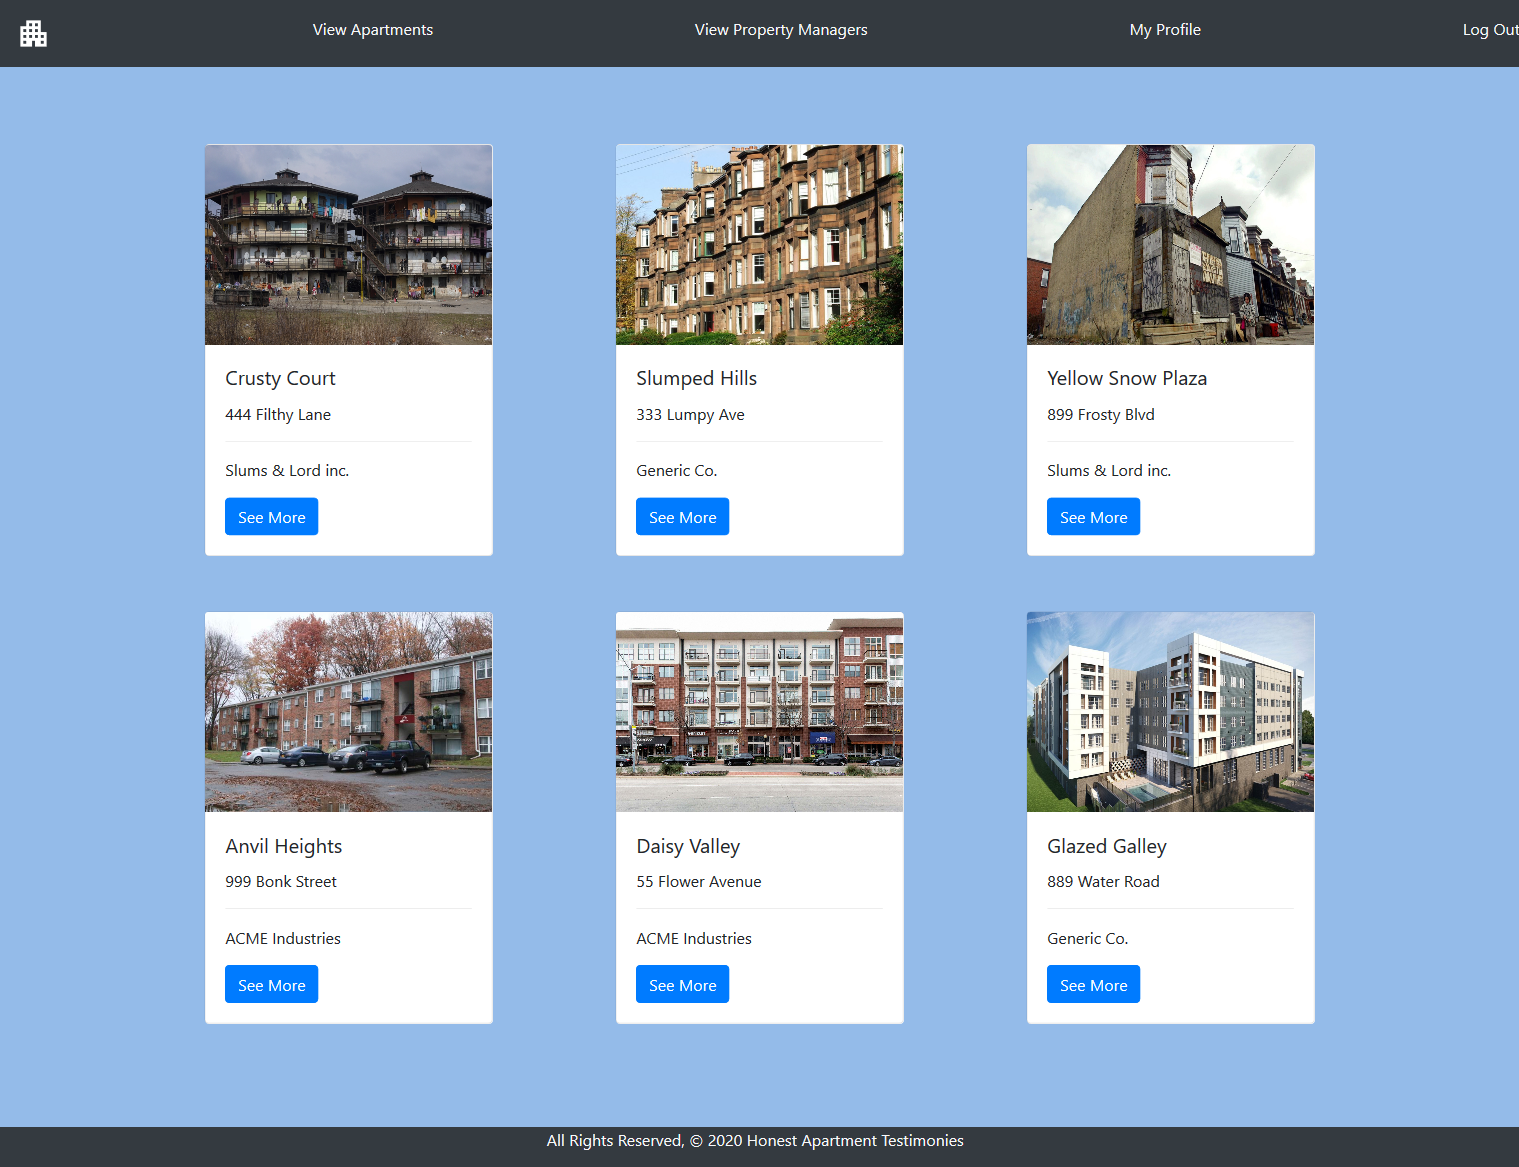 View Apartments
View Property Managers
My Profile
Log Out
Crusty Court
444 Filthy Lane
Slums & Lord inc.
See More
Slumped Hills
333 Lumpy Ave
Generic Co.
See More
Yellow Snow Plaza
899 Frosty Blvd
Slums & Lord inc.
See More
Anvil Heights
999 Bonk Street
ACME Industries
See More
Daisy Valley
55 Flower Avenue
ACME Industries
See More
Glazed Galley
889 Water Road
Generic Co.
See More
All Rights Reserved, © 2020 Honest Apartment Testimonies